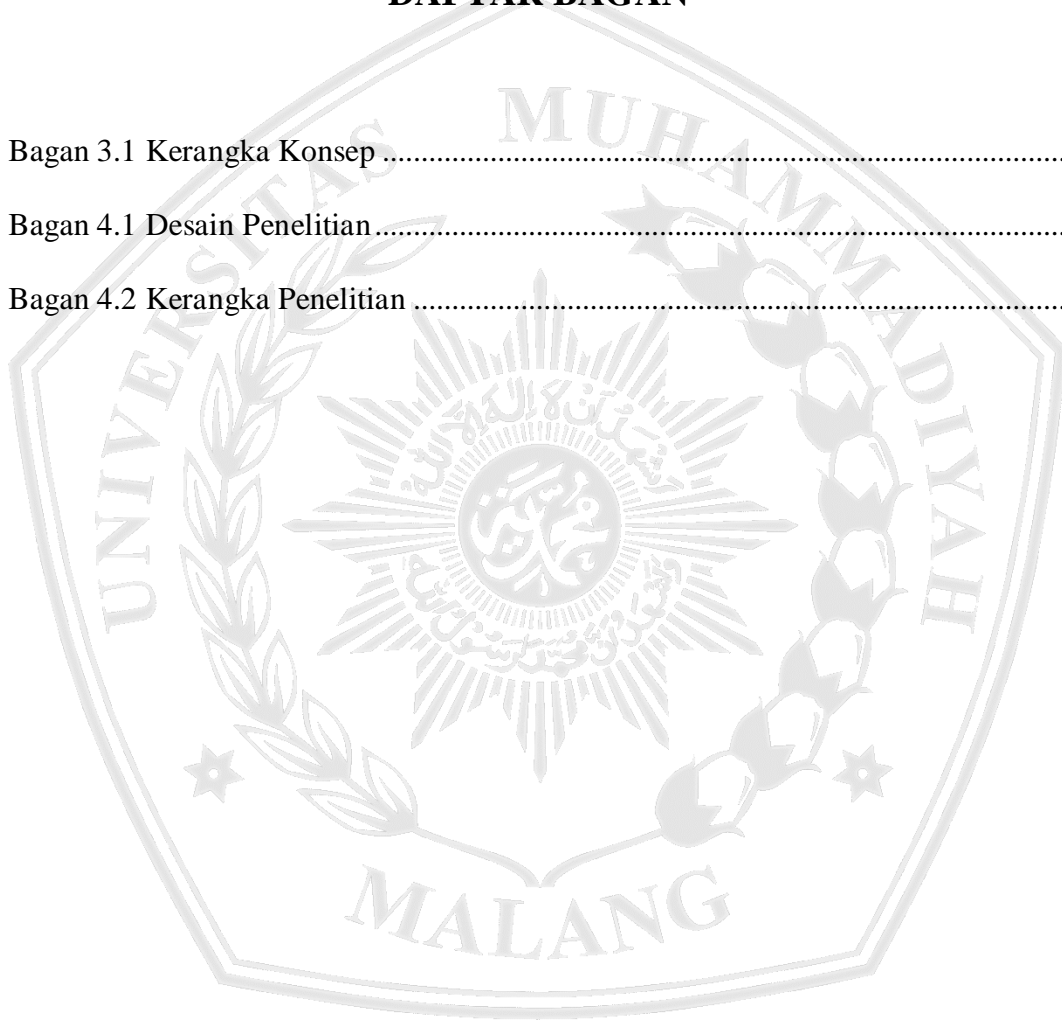 DAFTAR BAGAN
UNIVERSITAS MUHAMMADIYAH
Bagan 3.1 Kerangka Konsep ................................................................................
Bagan 4.1 Desain Penelitian ................................................................................
Bagan 4.2 Kerangka Penelitian ............................................................................
MALANG